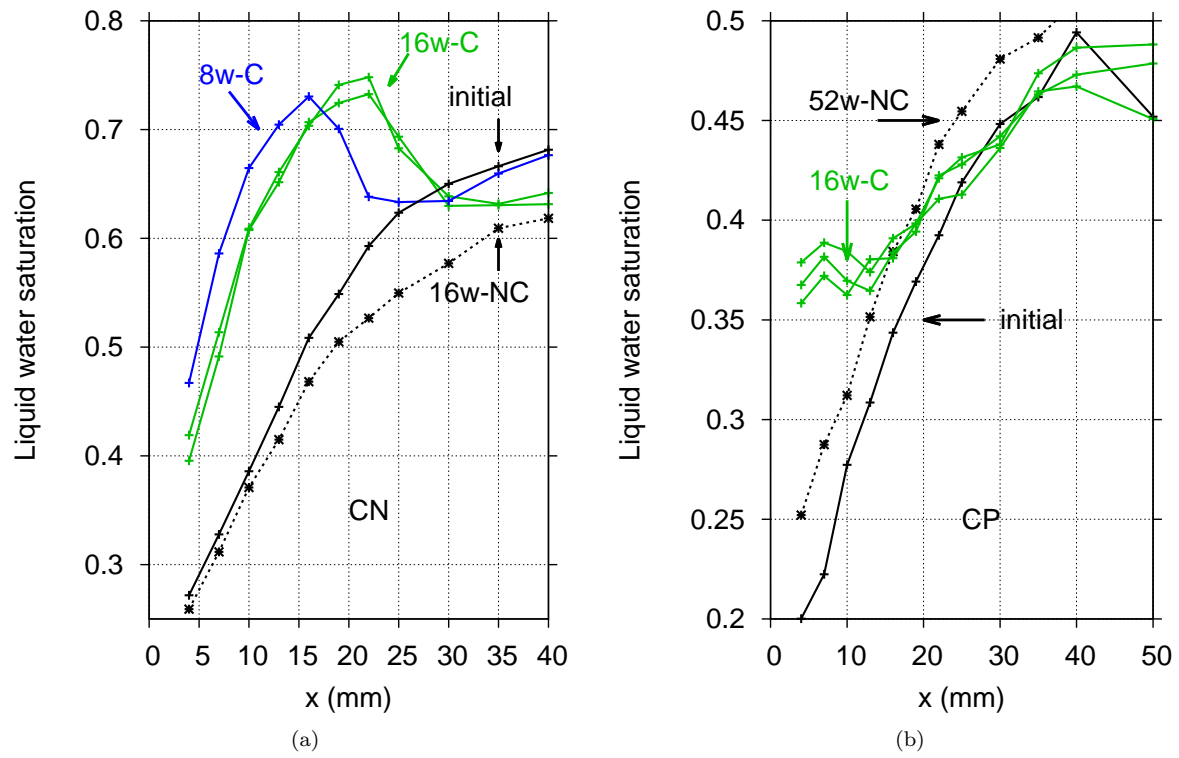 0.8
0.7
0.6
0.5
0.4
0.3
Liquid water saturation
8w-C
16w-C
initial
16w-NC
CN
0 5 10 15 20 25 30 35 40
x (mm)
(a)
0.5
0.45
0.4
0.35
0.3
0.25
0.2
Liquid water saturation
52w-NC
16w-C
initial
CP
0 10 20 30 40 50
x (mm)
(b)